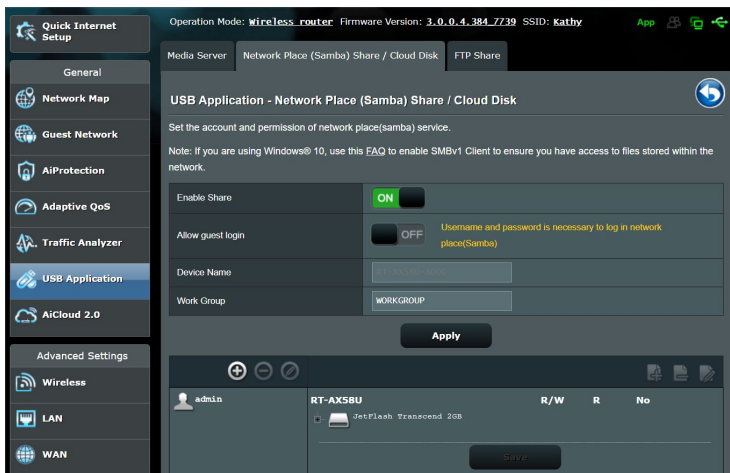 Quick Internet
Setup
Operation Mode: Wireless router Firmware Version: 3.0.0.4.384_7739 SSID: Kathy
App
Media Server
Network Place (Samba) Share / Cloud Disk
FTP Share
General
Network Map
Guest Network
AiProtection
Adaptive QoS
Traffic Analyzer
USB Application
AiCloud 2.0
Advanced Settings
Wireless
LAN
WAN
USB Application - Network Place (Samba) Share / Cloud Disk
Set the account and permission of network place(samba) service.
Note: If you are using Windows® 10, use this FAQ to enable SMBv1 Client to ensure you have access to files stored within the
network.
Enable Share
ON
Allow guest login
OFF
Username and password is necessary to log in network
place(Samba)
Device Name
Work Group
WORKGROUP
Apply
admin
RT-AX58U
R/W
R
No
JetFlash Transcend 2GB
Save